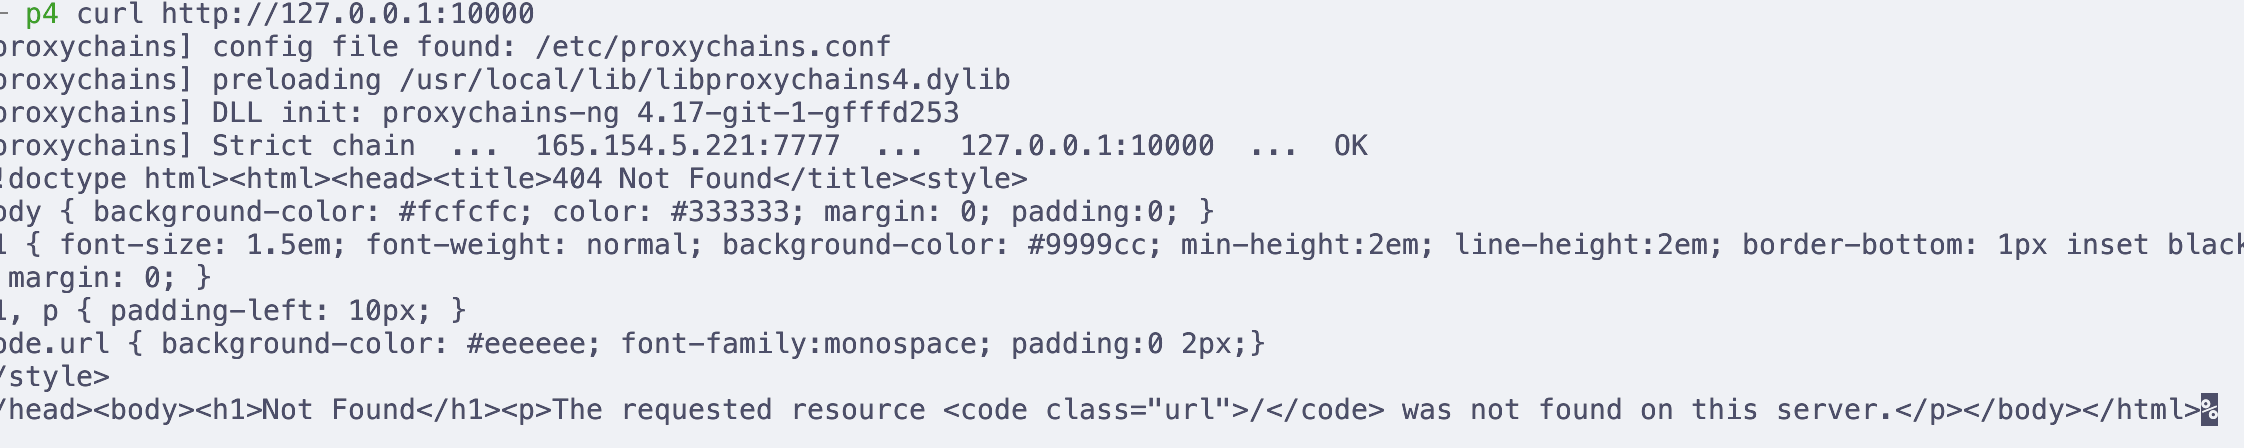 p4 curl http://127.0.0.1:10000
proxychains] config file found: /etc/proxychains.conf
proxychains] preloading /usr/local/lib/libproxychains4.dylib
proxychains] DLL init: proxychains-ng 4.17-git-1-gfffd253
proxychains] Strict chain  ...  165.154.5.221:7777  ...  127.0.0.1:10000  ...  OK
!doctype html><html><head><title>404 Not Found</title><style>
ody { background-color: #fcfcfc; color: #333333; margin: 0; padding:0; }
1 { font-size: 1.5em; font-weight: normal; background-color: #9999cc; min-height:2em; line-height:2em; border-bottom: 1px inset black
margin: 0; }
1, p { padding-left: 10px; }
ode.url { background-color: #eeeeee; font-family:monospace; padding:0 2px;}
/style>
/head><body><h1>Not Found</h1><p>The requested resource <code class="url">/</code> was not found on this server.</p></body></html>%